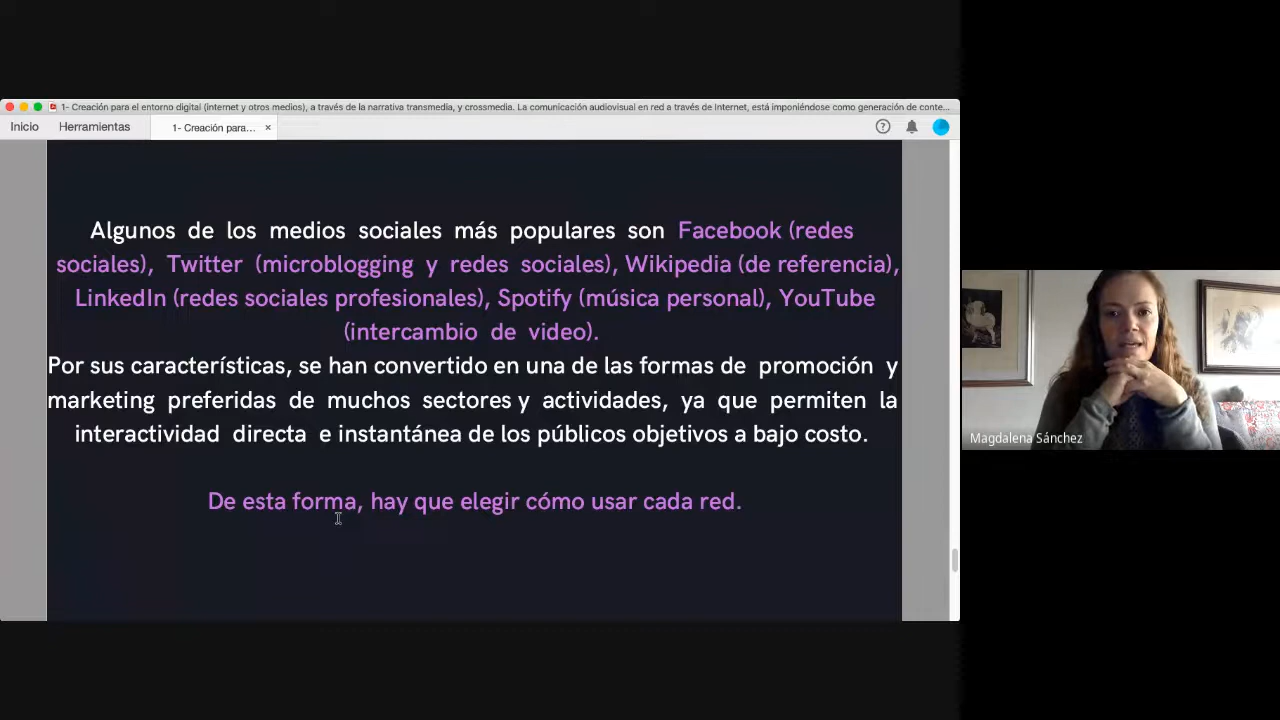 1- Creación para el entorno digital (internet y otros medios), a través de la narrativa transmedia, y crossmedia. La comunicación audiovisual en red a través de Internet, está imponiéndose como generación de conte...
Inicio Herramientas 1- Creación para... ×
Algunos de los medios sociales más populares son Facebook (redes
sociales), Twitter (microblogging y redes sociales), Wikipedia (de referencia),
LinkedIn (redes sociales profesionales), Spotify (música personal), YouTube
(intercambio de video).
Por sus características, se han convertido en una de las formas de promoción y
marketing preferidas de muchos sectores y actividades, ya que permiten la
interactividad directa e instantánea de los públicos objetivos a bajo costo.
De esta forma, hay que elegir cómo usar cada red.
Magdalena Sánchez